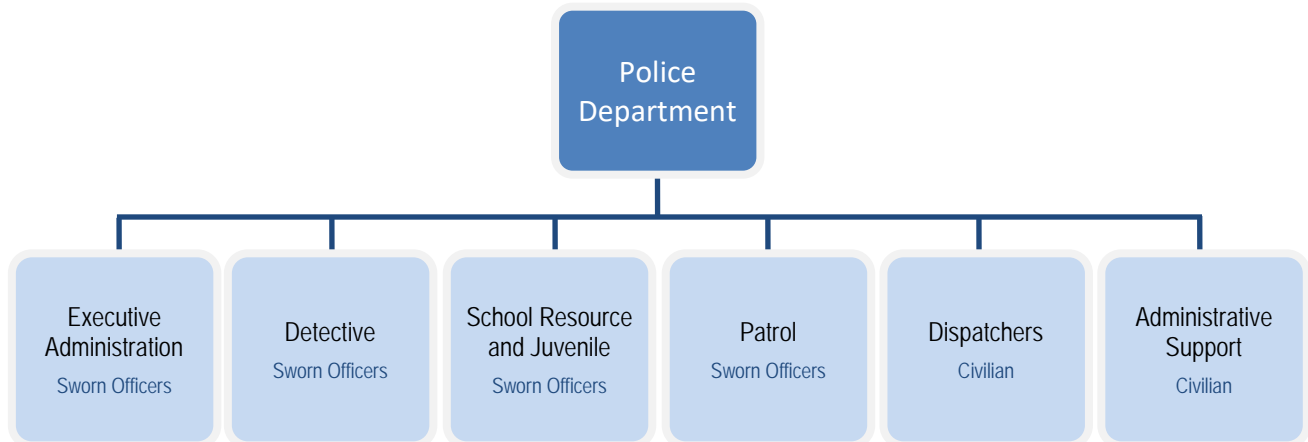 Police
Department
Executive
Administration
Sworn Officers
Detective
Sworn Officers
School Resource
and Juvenile
Sworn Officers
Patrol
Sworn Officers
Dispatchers
Civilian
Administrative
Support
Civilian